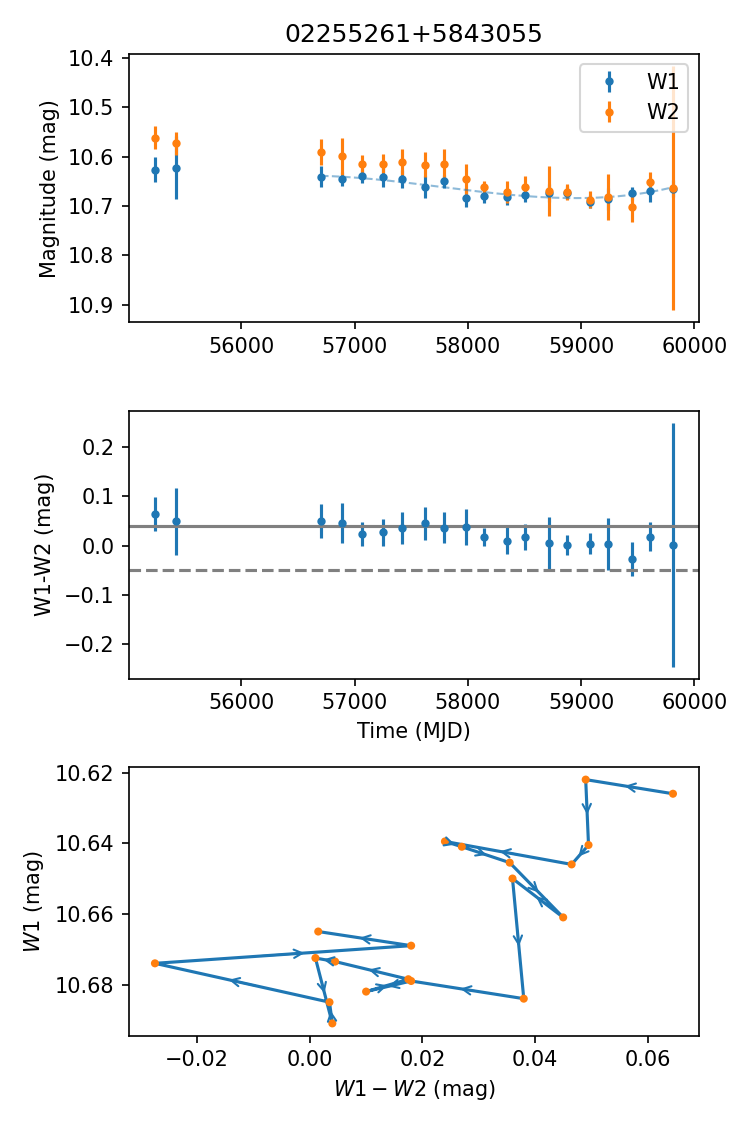 02255261+5843055
10.4
10.5
10.6
10.7
10.8
10.9
Magnitude (mag)
W1
W2
56000 57000 58000 59000 60000
0.2
0.1
0.0
−0.1
−0.2
W1-W2 (mag)
56000 57000 58000 59000 60000
Time (MJD)
10.62
10.64
10.66
10.68
W1 (mag)
−0.02 0.00 0.02 0.04 0.06
W1 − W2 (mag)